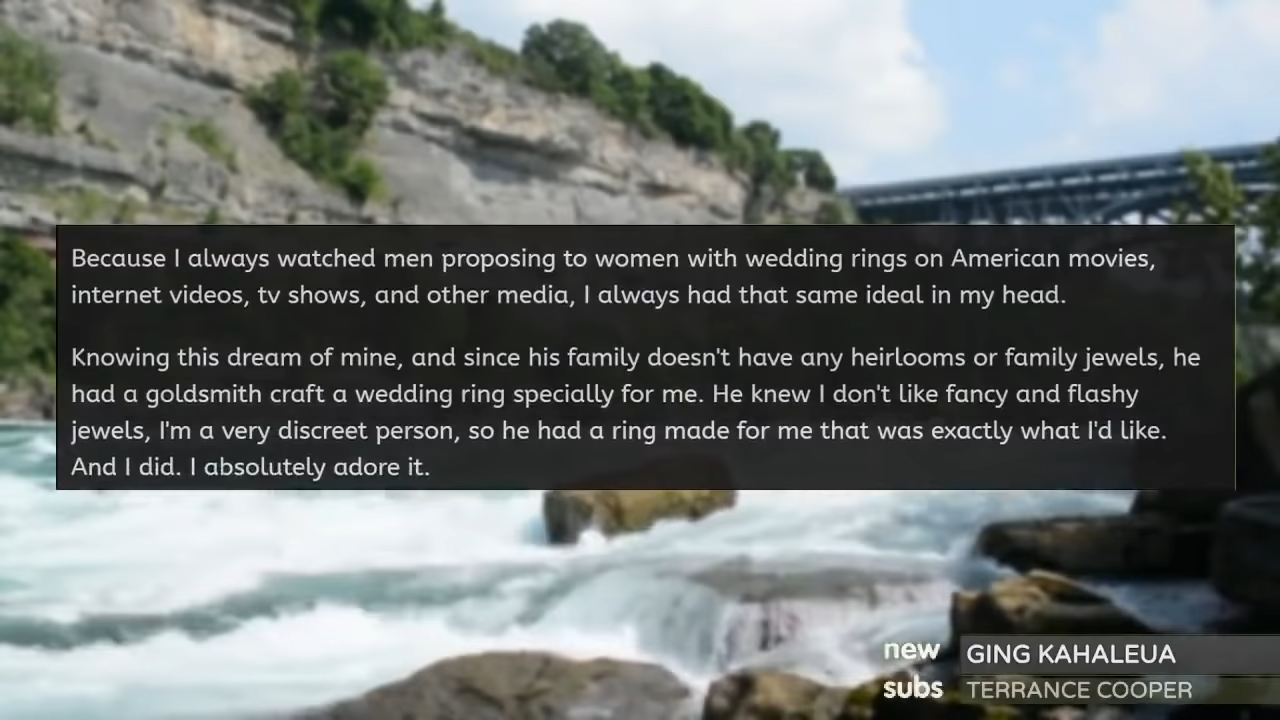 Because I always watched men proposing to women with wedding rings on American movies,
internet videos, tv shows, and other media, I always had that same ideal in my head.
Knowing this dream of mine, and since his family doesn't have any heirlooms or family jewels, he
had a goldsmith craft a wedding ring specially for me. He knew I don't like fancy and flashy
jewels, I'm a very discreet person, so he had a ring made for me that was exactly what I'd like.
And I did. I absolutely adore it.
new GING KAHALEUA
subs TERRANCE COOPER